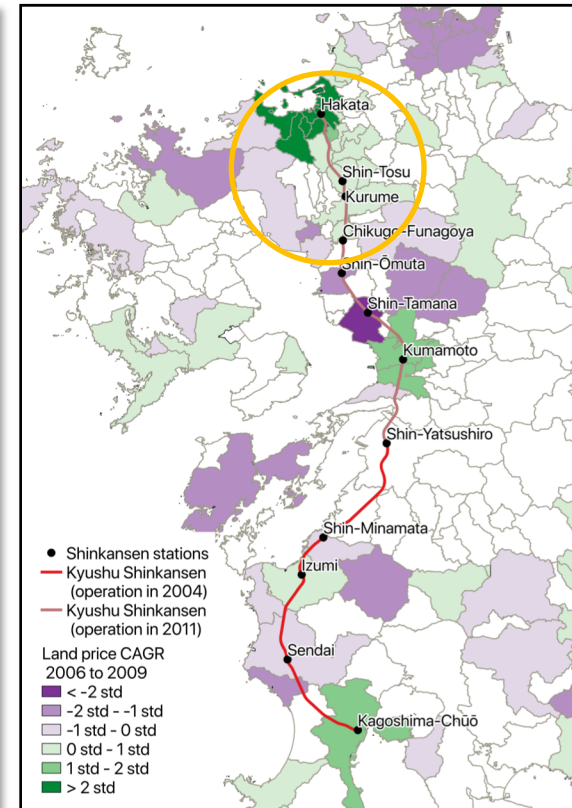 Hakata
Shin-Tosu
Kurume
Chikugo-Funagoya
Shin-Ōmuta
Shin-Tamana
Kumamoto
Shin-Yatsushiro
Shin-Minamata
Izumi
Sendai
Kagoshima-Chūō
Shinkansen stations
Kyushu Shinkansen
(operation in 2004)
Kyushu Shinkansen
(operation in 2011)
Land price CAGR
2006 to 2009
< -2 std
-2 std - -1 std
-1 std - 0 std
0 std - 1 std
1 std - 2 std
> 2 std